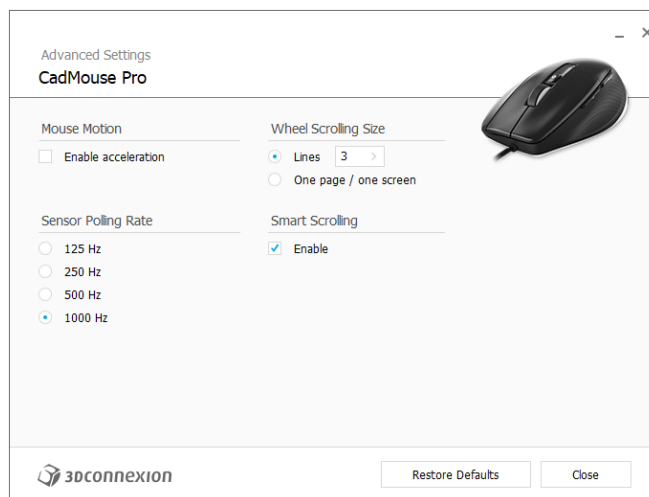 Advanced Settings
CadMouse Pro
Mouse Motion
Enable acceleration
Wheel Scrolling Size
Lines 3
One page / one screen
Sensor Polling Rate
125 Hz
250 Hz
500 Hz
1000 Hz
Smart Scrolling
Enable
3Dconnexion
Restore Defaults
Close